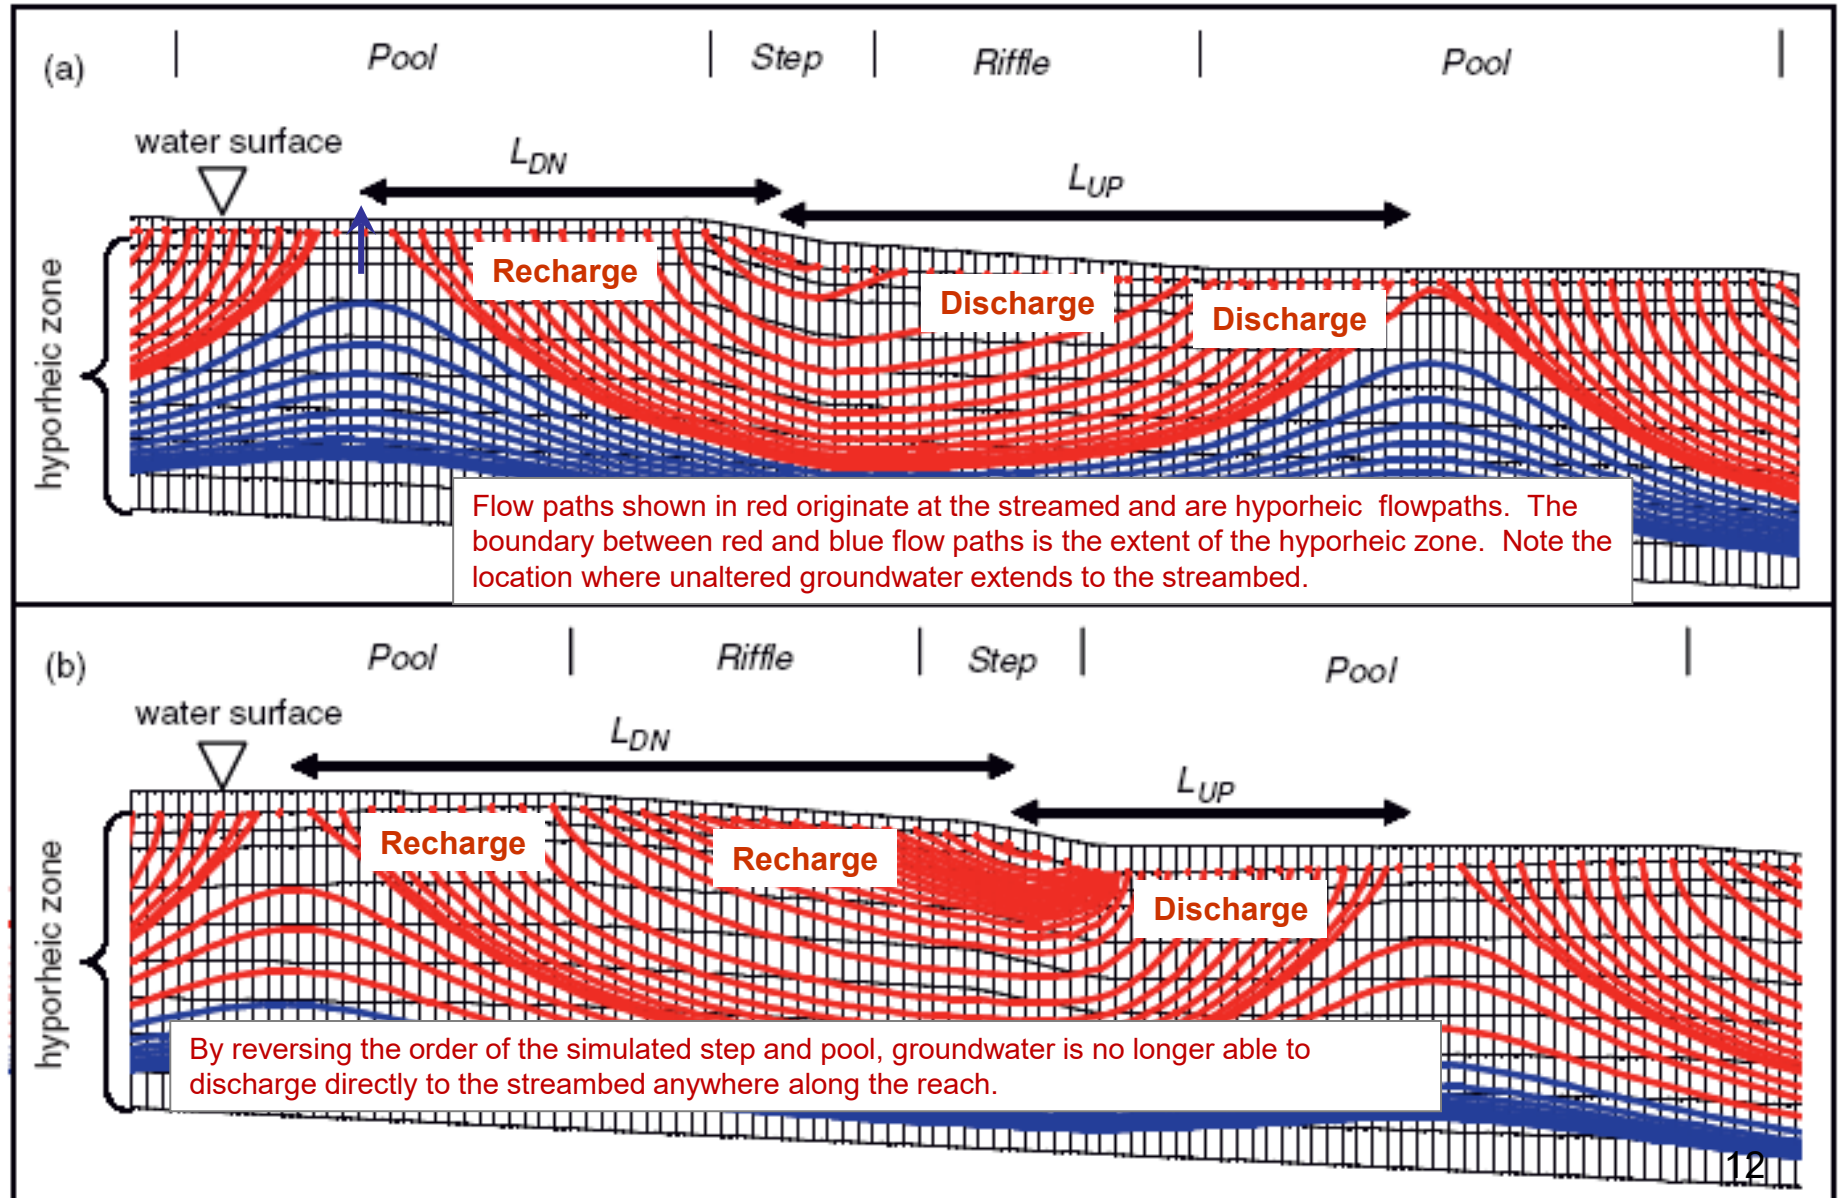 (a)
Pool
Step
Riffle
Pool
water surface
LDN
LUP
hyporheic zone
Recharge
Discharge
Discharge
Flow paths shown in red originate at the streamed and are hyporheic flowpaths. The
boundary between red and blue flow paths is the extent of the hyporheic zone. Note the
location where unaltered groundwater extends to the streambed.
(b)
Pool
Riffle
Step
Pool
water surface
LDN
LUP
hyporheic zone
Recharge
Recharge
Discharge
By reversing the order of the simulated step and pool, groundwater is no longer able to
discharge directly to the streambed anywhere along the reach.
12